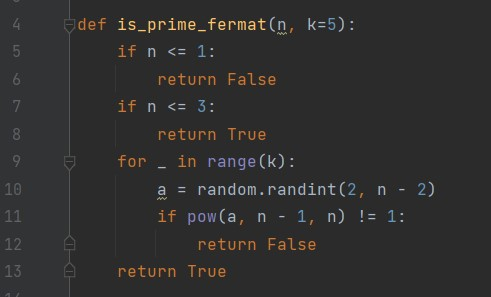 4 def is_prime_fermat(n, k=5):
5     if n <= 1:
6         return False
7     if n <= 3:
8         return True
9     for _ in range(k):
10         a = random.randint(2, n - 2)
11         if pow(a, n - 1, n) != 1:
12             return False
13     return True